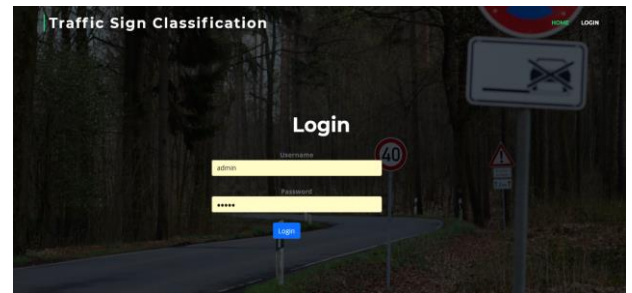 Traffic Sign Classification
HOME LOGIN
Login
Username
admin
40
Password
•••••
Login